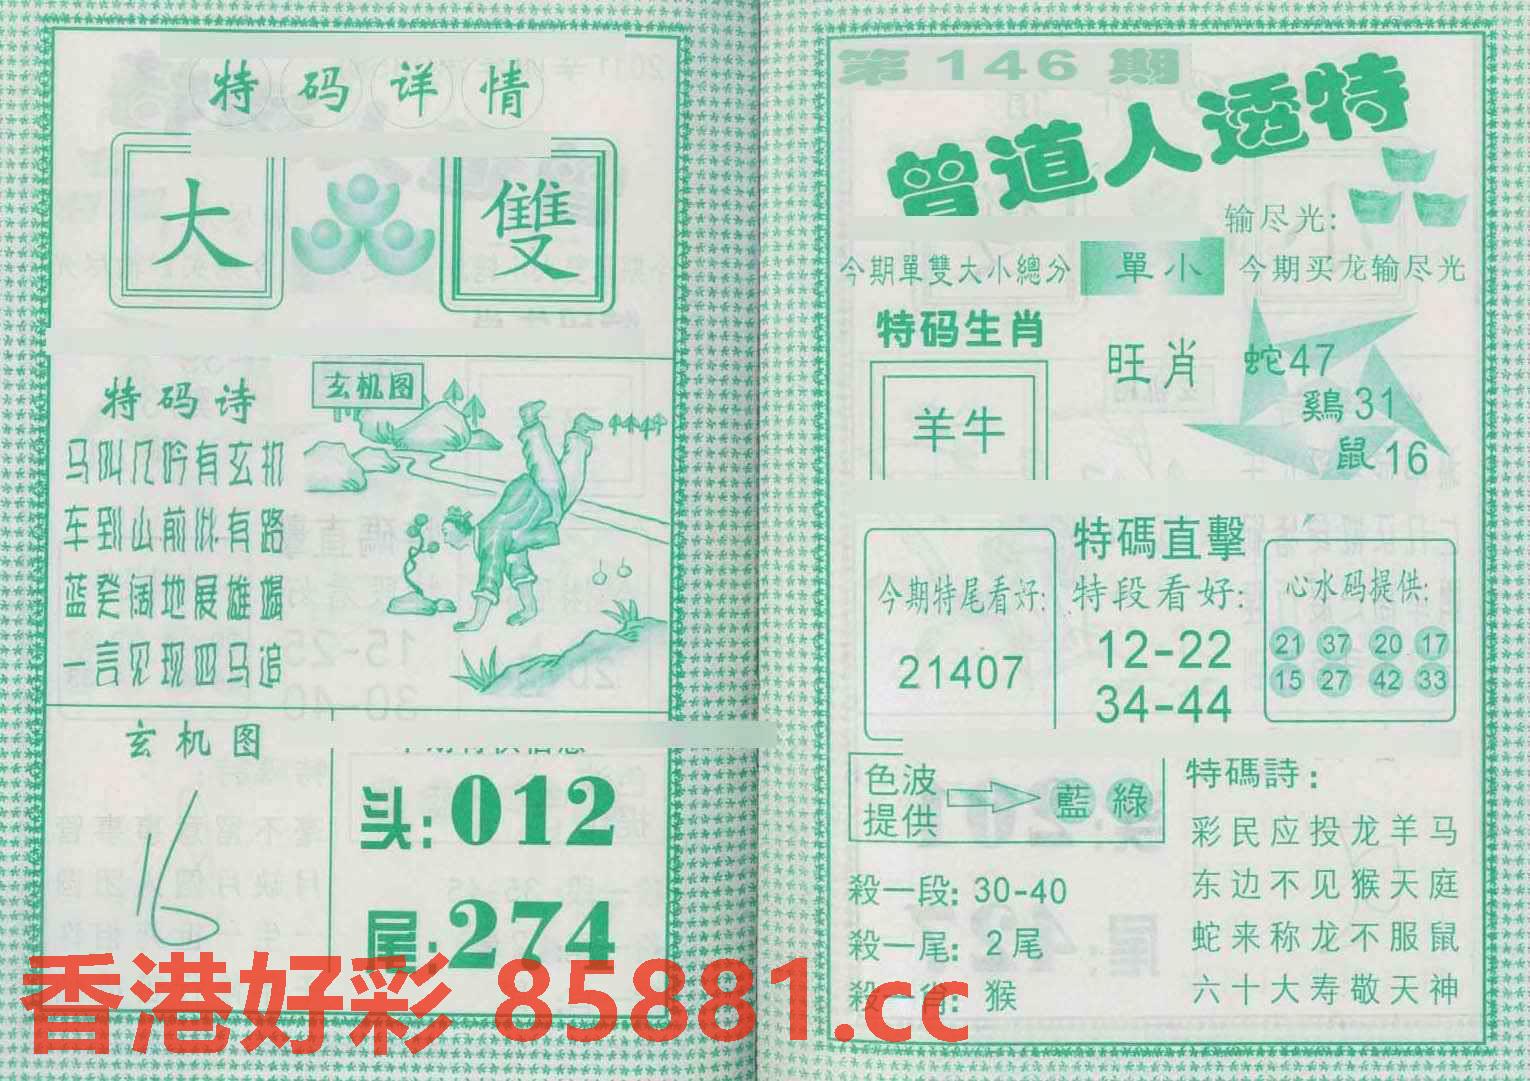 特码详情
大 雙
特码诗
马叫几吟有玄机
车到山前必有路
蓝癸阔地展雄
一言见现四马追
玄机图
玄机图
16
头:012
尾:274
第146期
曾道人透特
输尽光:
今期單雙大小總分 單小 今期买龙输尽光
特码生肖
羊牛
旺肖
蛇47
鷄31
鼠16
今期特尾看好:
21407
特碼直擊
特段看好:
12-22
34-44
心水码提供:
21 37 20 17
15 27 42 33
色波
提供
藍 綠
殺一段: 30-40
殺一尾: 2尾
殺一肖: 猴
特碼詩:
彩民应投龙羊马
东边不见猴天庭
蛇来称龙不服鼠
六十大寿敬天神
香港好彩 85881.cc